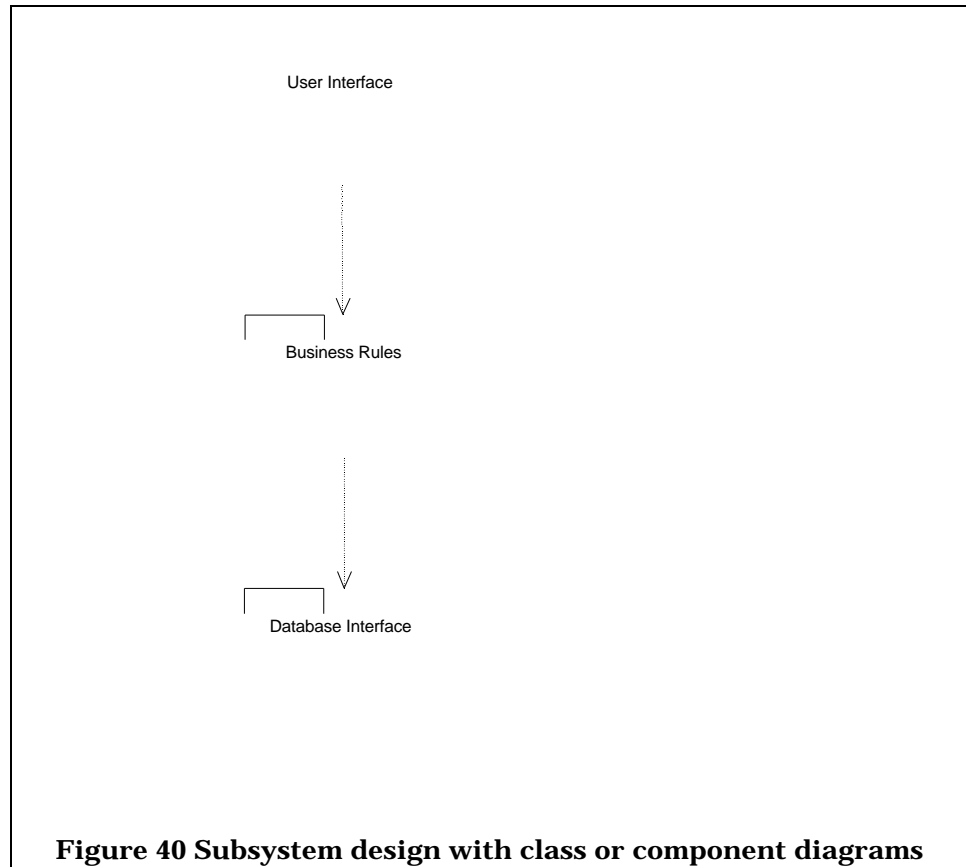 User Interface
Business Rules
Database Interface
Figure 40 Subsystem design with class or component diagrams